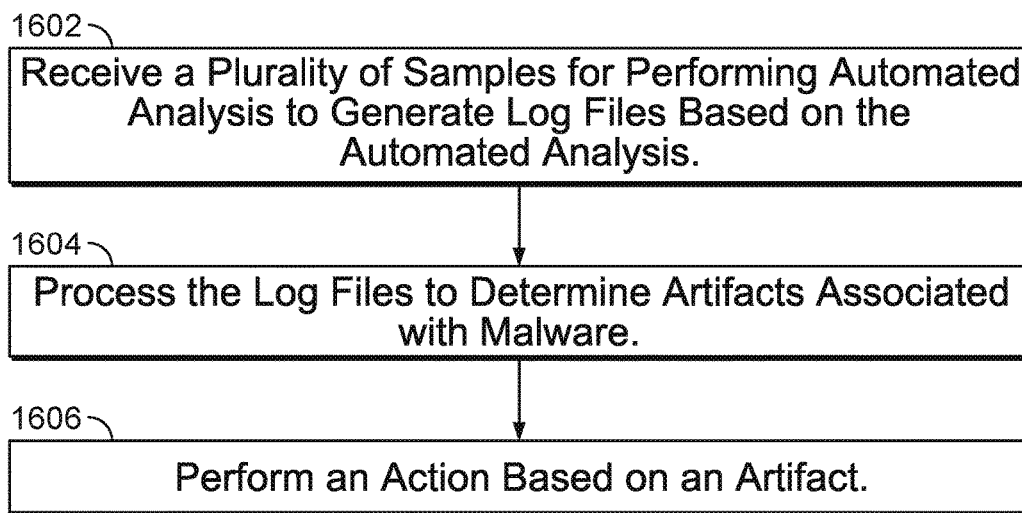 1602
Receive a Plurality of Samples for Performing Automated
Analysis to Generate Log Files Based on the
Automated Analysis.
1604
Process the Log Files to Determine Artifacts Associated
with Malware.
1606
Perform an Action Based on an Artifact.